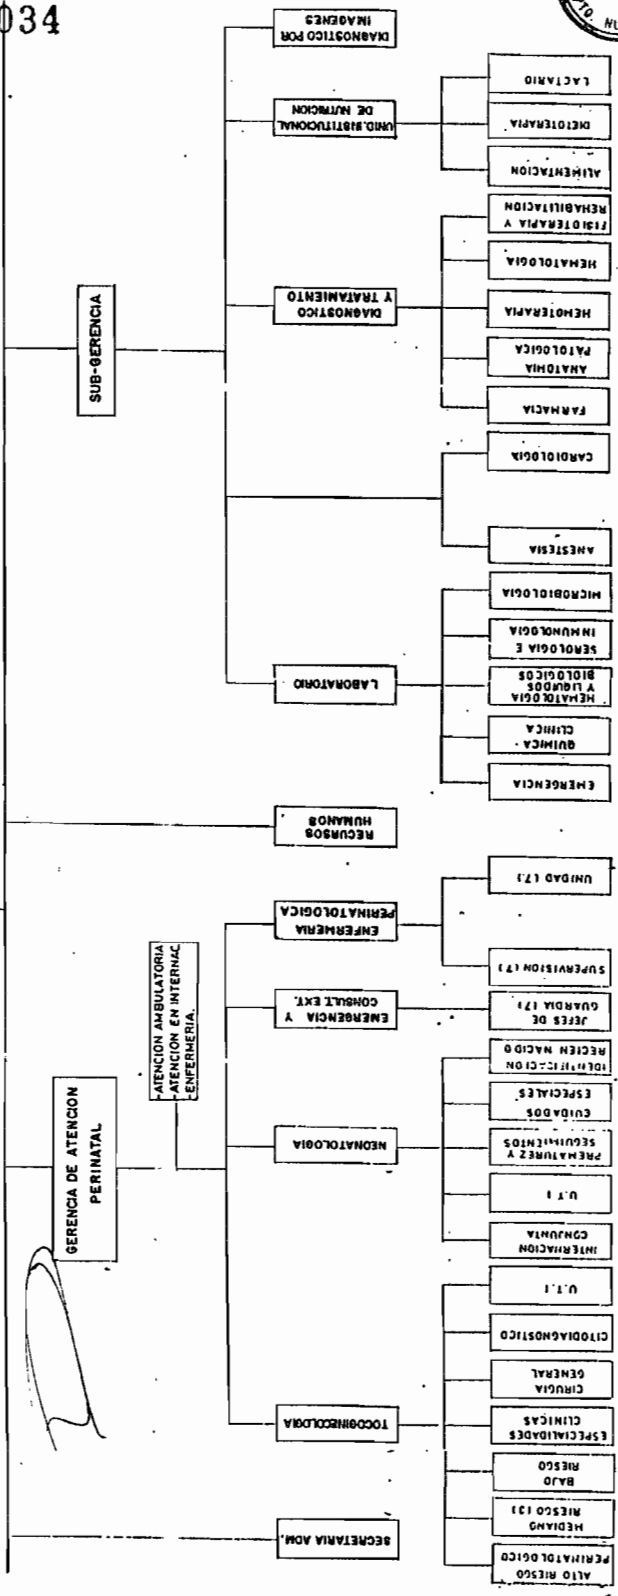 034
TO. NU
SUB-GERENCIA
DIAGNOSTICO POR
IMAGENES
UNID. INSTITUCIONAL
DE NUTRICION
LACTARIO
DIETOTERAPIA
ALIMENTACION
DIAGNOSTICO
Y TRATAMIENTO
FISIOTERAPIA Y
REHABILITACION
HEMATOLOGIA
HEMOTERAPIA
ANATOMIA
PATOLOGICA
FARMACIA
CARDIOLOGIA
ANESTESIA
LABORATORIO
MICROBIOLOGIA
SEROLOGIA E
INMUNOLOGIA
HEMATOLOGIA
Y LIQUIDOS
BIOLOGICOS
QUIMICA
CLINICA
EMERGENCIA
RECURSOS
HUMANOS
GERENCIA DE ATENCION
PERINATAL
-ATENCION AMBULATORIA
-ATENCION EN INTERNAC.
-ENFERMERIA.
ENFERMERIA
PERINATOLOGICA
UNIDAD (7)
SUPERVISION (7)
EMERGENCIA Y
CONSULT. EXT.
JEFES DE
GUARDIA (7)
NEONATOLOGIA
IDENTIFICACION
RECIEN NACIDO
CUIDADOS
ESPECIALES
PREMATUREZ Y
SEGUIMIENTOS
U.T.I
INTERNACION
CONJUNTA
TOCOGINECOLOGIA
U.T.I
CITODIAGNOSTICO
CIRUGIA
GENERAL
ESPECIALIDADES
CLINICAS
BAJO
RIESGO
MEDIANO
RIESGO (3)
ALTO RIESGO
PERINATOLOGICO
SECRETARIA ADM.